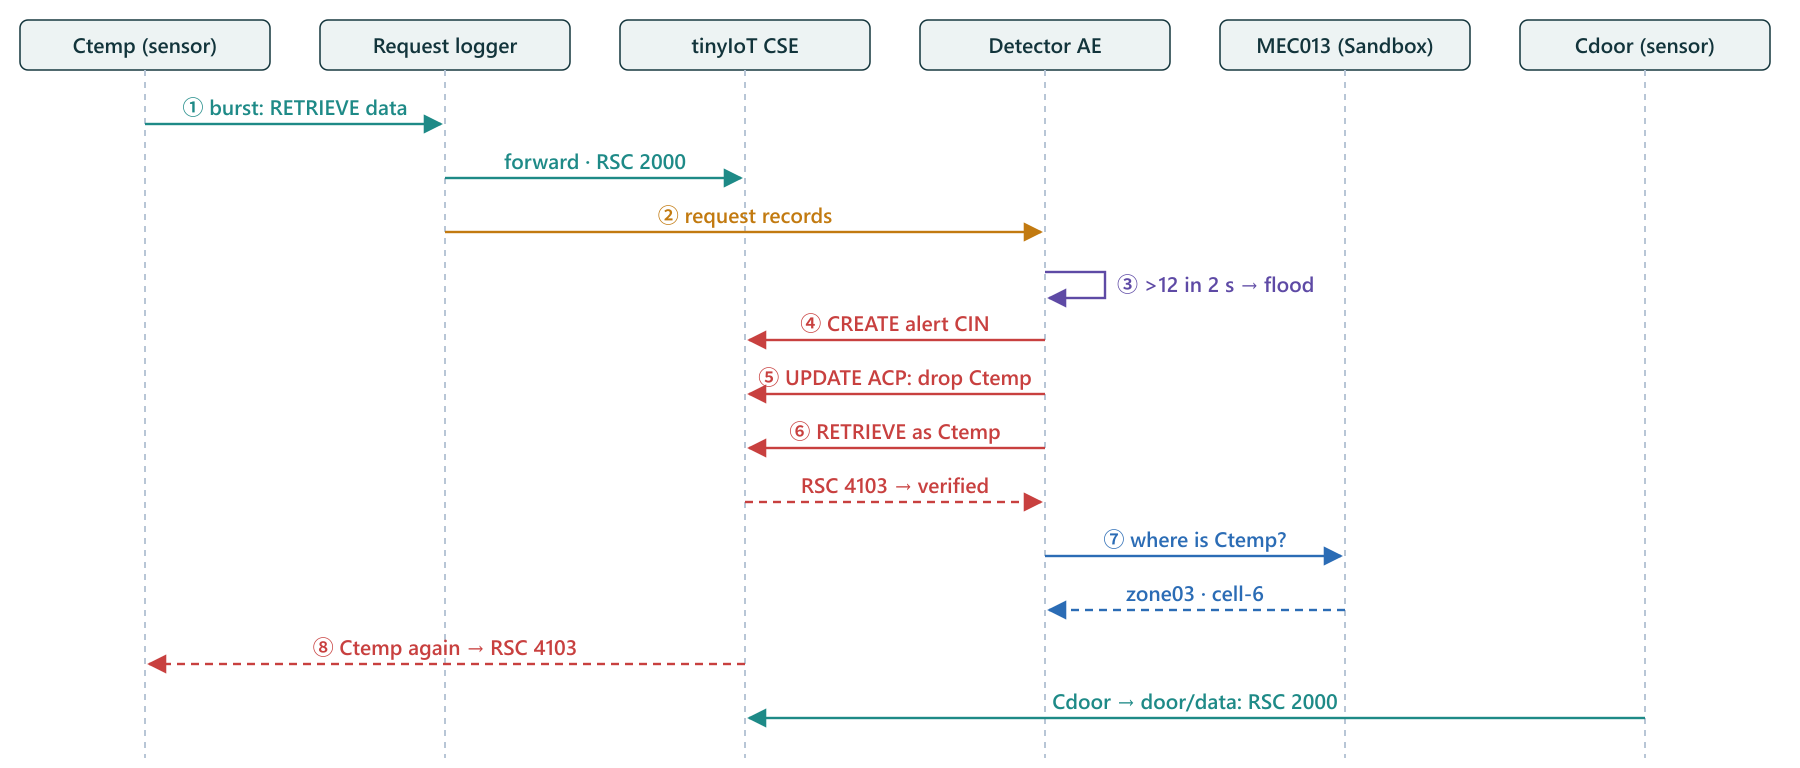 Ctemp (sensor)
Request logger
tinyIoT CSE
Detector AE
MEC013 (Sandbox)
Cdoor (sensor)
① burst: RETRIEVE data
forward · RSC 2000
② request records
③ >12 in 2 s → flood
④ CREATE alert CIN
⑤ UPDATE ACP: drop Ctemp
⑥ RETRIEVE as Ctemp
RSC 4103 → verified
⑦ where is Ctemp?
zone03 · cell-6
⑧ Ctemp again → RSC 4103
Cdoor → door/data: RSC 2000